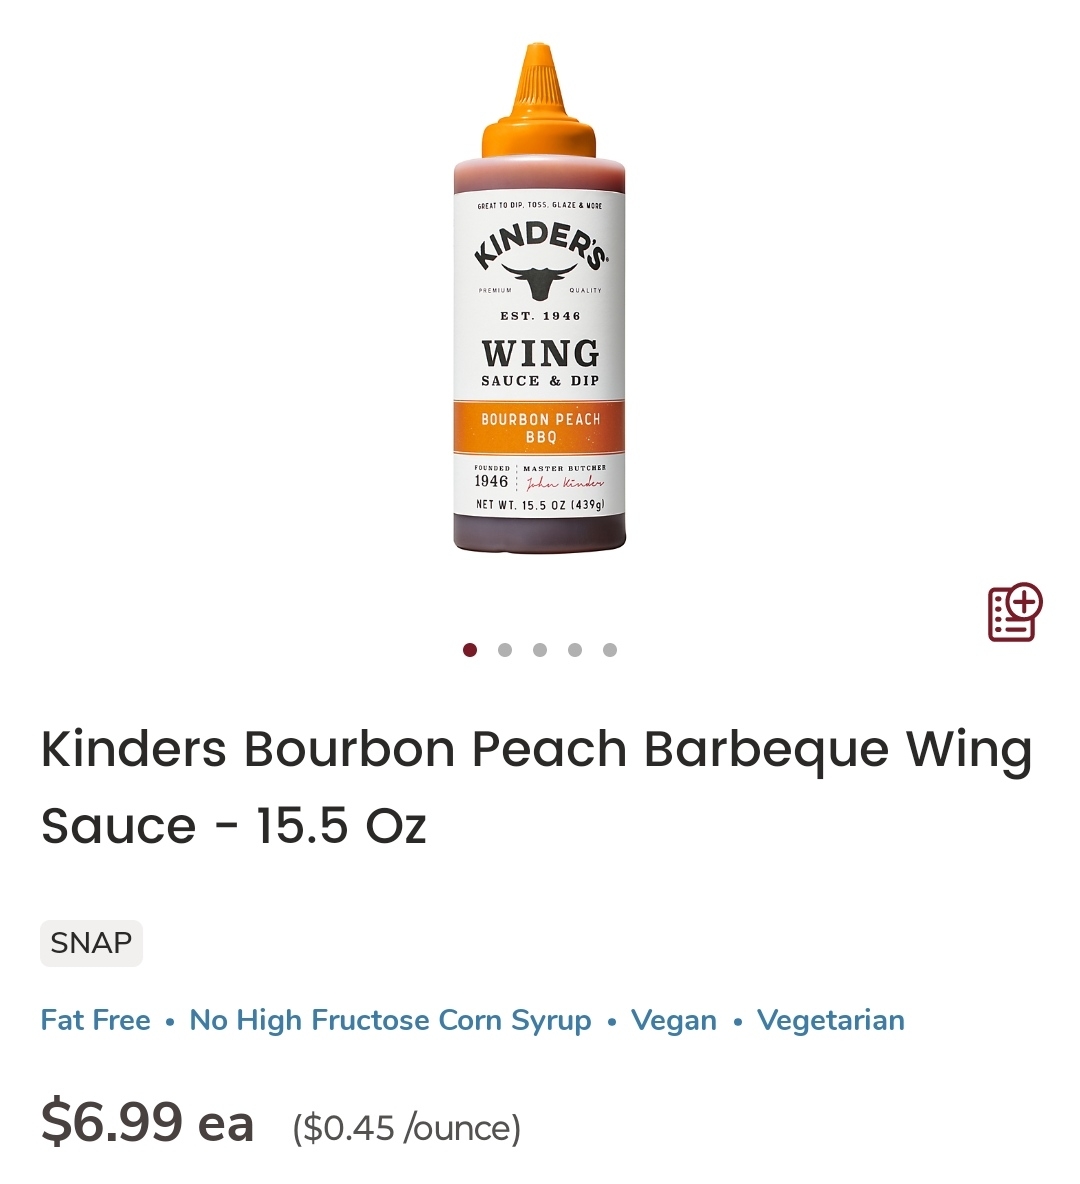 GREAT TO DIP, TOSS, GLAZE & MORE
KINDER'S®
PREMIUM QUALITY
EST. 1946
WING
SAUCE & DIP
BOURBON PEACH
BBQ
FOUNDED MASTER BUTCHER
1946 John Kinder
NET WT. 15.5 OZ (439g)
Kinders Bourbon Peach Barbeque Wing
Sauce - 15.5 Oz
SNAP
Fat Free • No High Fructose Corn Syrup • Vegan • Vegetarian
$6.99 ea ($0.45 /ounce)